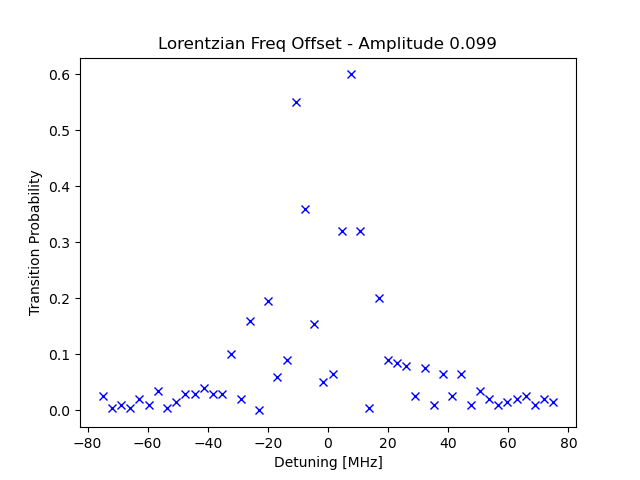 Lorentzian Freq Offset - Amplitude 0.099
0.6
0.5
0.4
0.3
0.2
0.1
0.0
Transition Probability
−80 −60 −40 −20 0 20 40 60 80
Detuning [MHz]